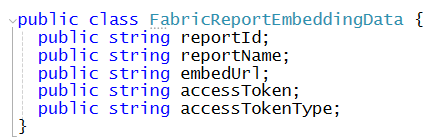 public class FabricReportEmbeddingData {
  public string reportId;
  public string reportName;
  public string embedUrl;
  public string accessToken;
  public string accessTokenType;
}